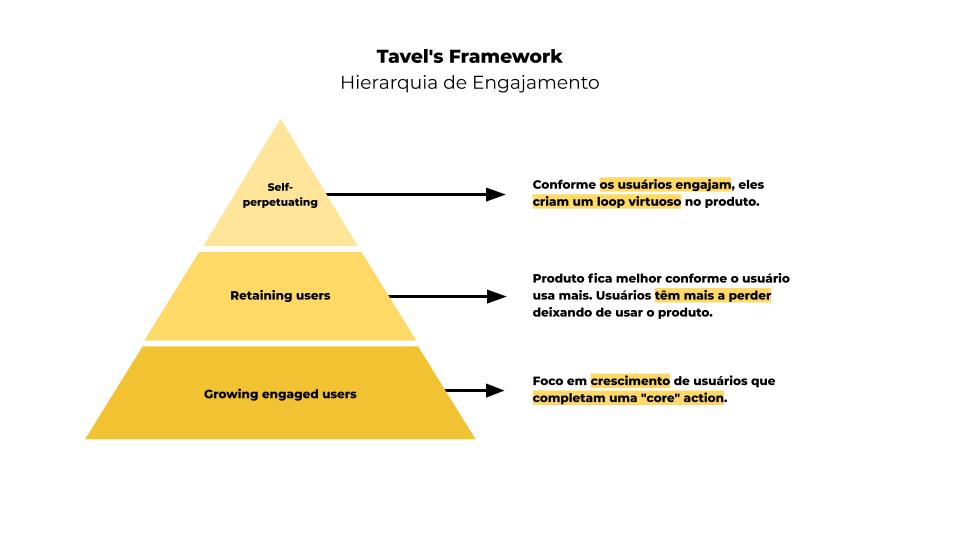 Tavel's Framework
Hierarquia de Engajamento
Self-
perpetuating
Conforme os usuários engajam, eles
criam um loop virtuoso no produto.
Retaining users
Produto fica melhor conforme o usuário
usa mais. Usuários têm mais a perder
deixando de usar o produto.
Growing engaged users
Foco em crescimento de usuários que
completam uma "core" action.